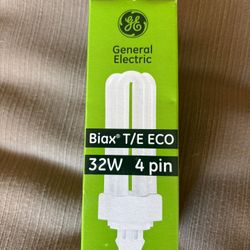 GE
General
Electric
Biax® T/E ECO
32W 4 pin